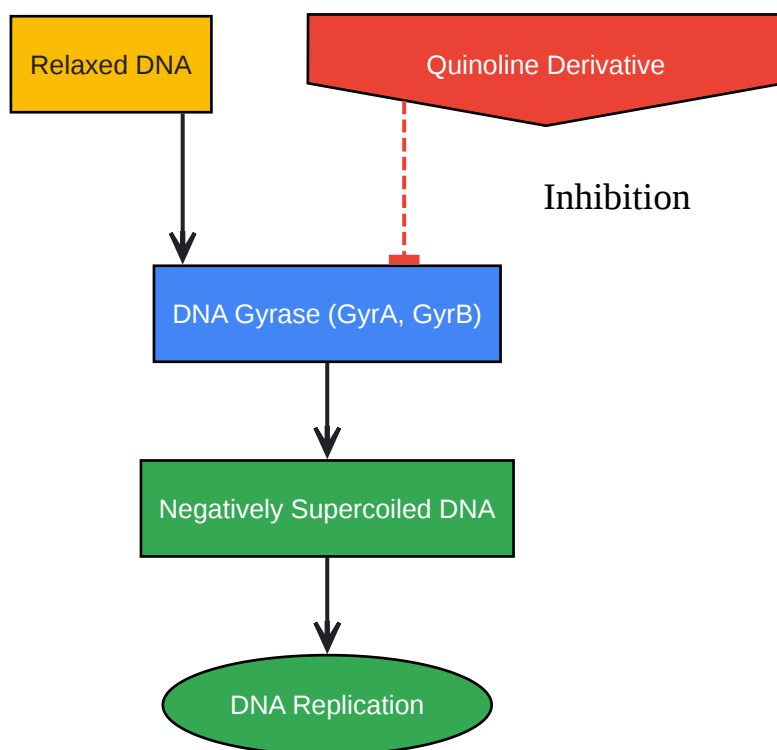 Relaxed DNA
Quinoline Derivative
Inhibition
DNA Gyrase (GyrA, GyrB)
Negatively Supercoiled DNA
DNA Replication